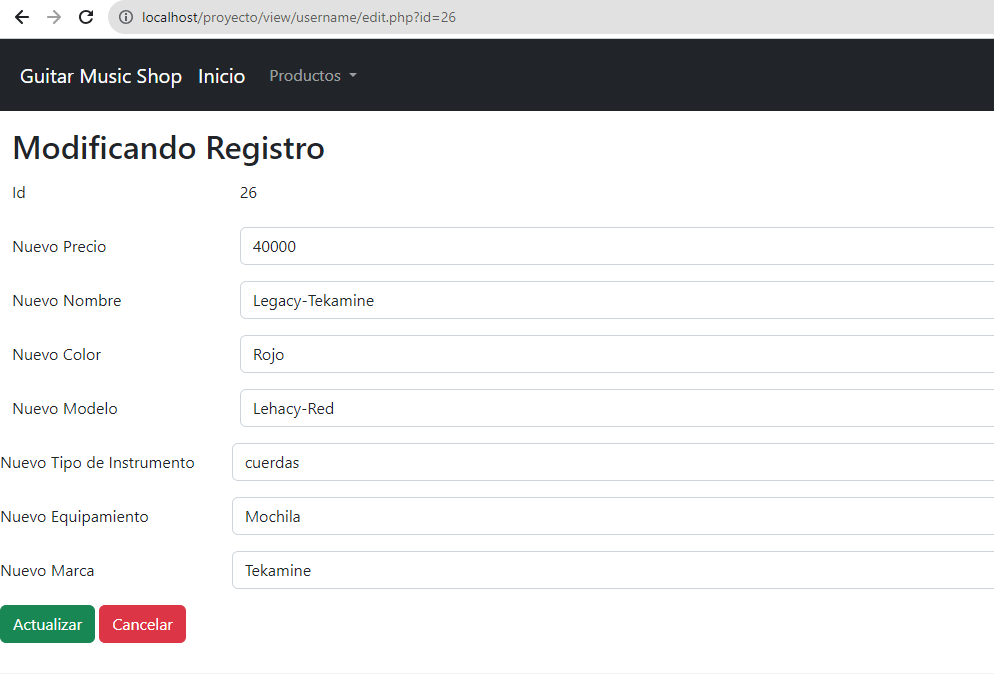 localhost/proyecto/view/username/edit.php?id=26
Guitar Music Shop Inicio Productos
Modificando Registro
Id 26
Nuevo Precio 40000
Nuevo Nombre Legacy-Tekamine
Nuevo Color Rojo
Nuevo Modelo Lehacy-Red
Nuevo Tipo de Instrumento cuerdas
Nuevo Equipamiento Mochila
Nuevo Marca Tekamine
Actualizar Cancelar